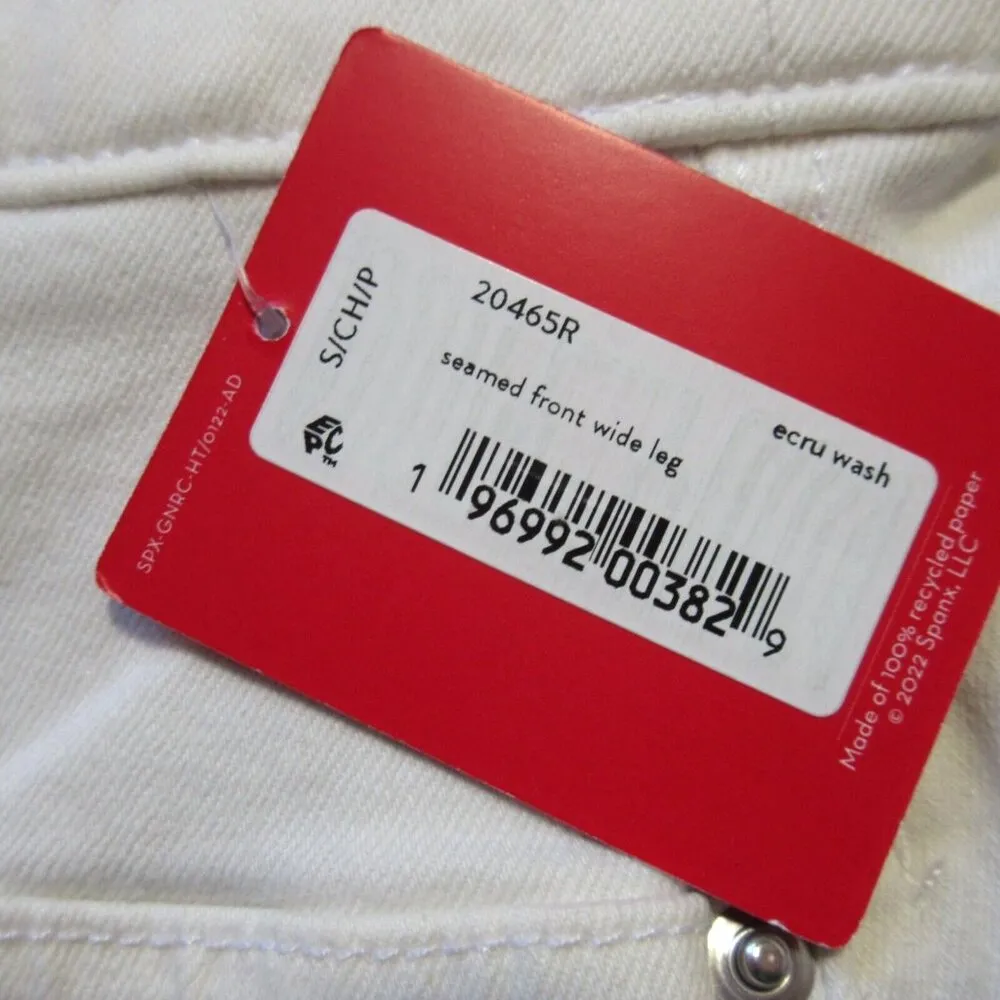 20465R
S/CH/P
seamed front wide leg
ecru wash
EPC™
1 96992 00382 9
SPX-GNRC-HT/0122-AD
Made of 100% recycled paper
© 2022 Spanx, LLC